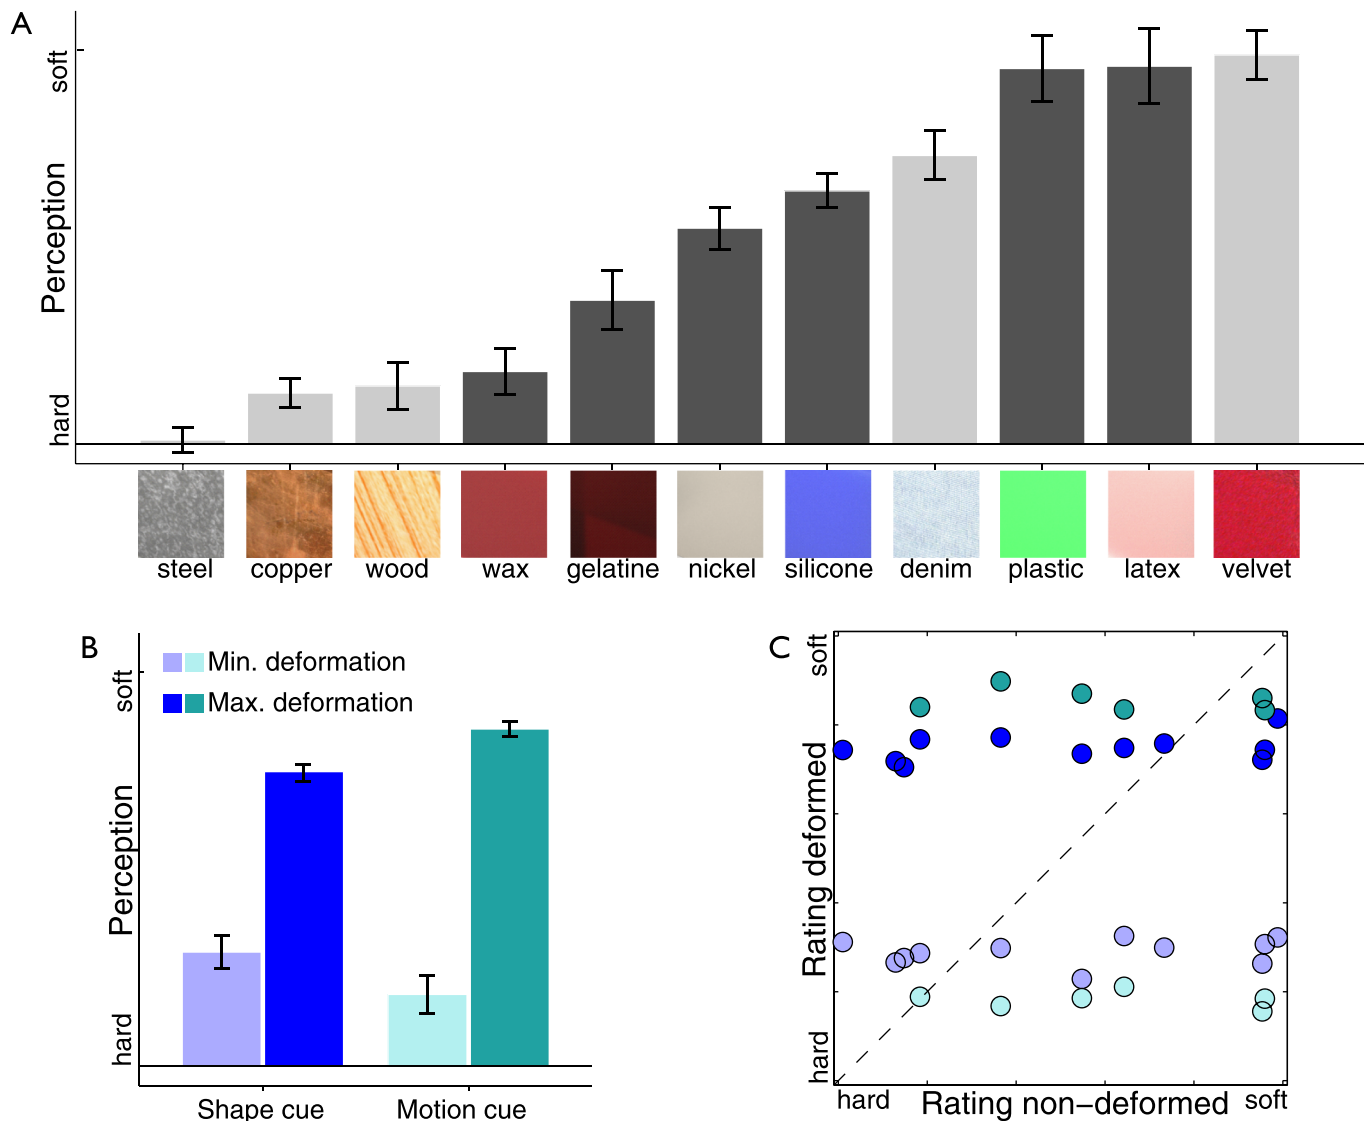 A
soft
Perception
hard
steel copper wood wax gelatine nickel silicone denim plastic latex velvet
B
soft
Perception
hard
Min. deformation
Max. deformation
Shape cue Motion cue
C
soft
Rating deformed
hard
hard Rating non-deformed soft